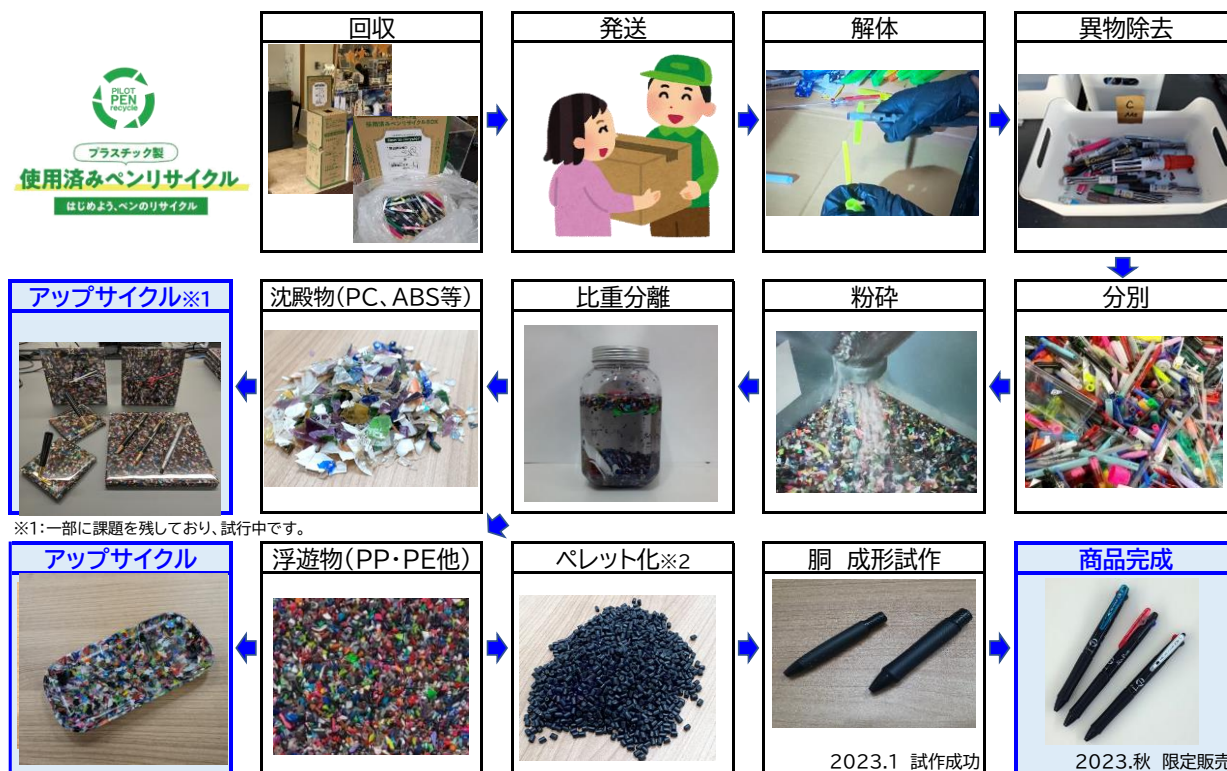 回収
発送
解体
異物除去
PILOT
PEN
recycle
プラスチック製
使用済みペンリサイクル
はじめよう、ペンのリサイクル
アップサイクル※1
沈殿物(PC、ABS等)
比重分離
粉砕
分別
※1:一部に課題を残しており、試行中です。
アップサイクル
浮遊物(PP・PE他)
ペレット化※2
胴 成形試作
商品完成
2023.1 試作成功
2023.秋 限定販売